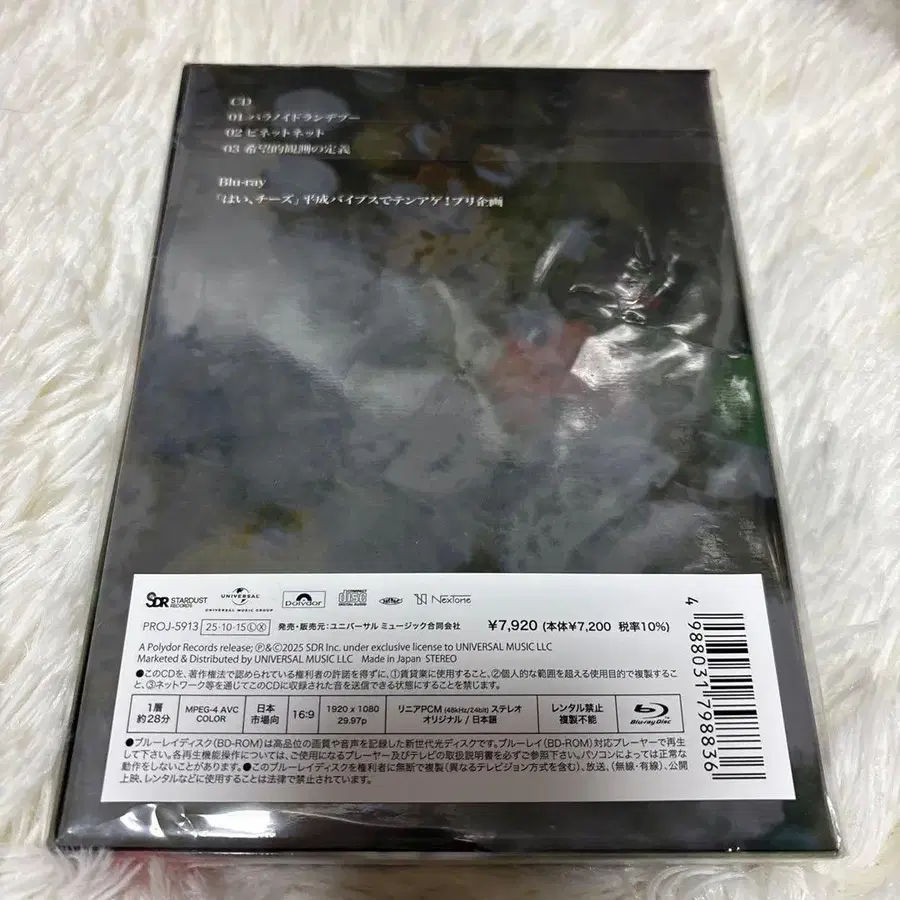 CD
01 パラノイドランデブー
02 ビネットネット
03 希望的観測の定義
Blu-ray
「はい、チーズ」平成バイブスでテンアゲ！プリ企画
SDR STARDUST RECORDS
UNIVERSAL
UNIVERSAL MUSIC GROUP
Polydor
COMPACT DISC DIGITAL AUDIO
NexTone
PROJ-5913 25・10・15 Ⓛ Ⓧ 発売・販売元：ユニバーサル ミュージック合同会社 ¥7,920 (本体¥7,200 税率10%)
A Polydor Records release; Ⓟ&Ⓒ2025 SDR Inc. under exclusive license to UNIVERSAL MUSIC LLC
Marketed & Distributed by UNIVERSAL MUSIC LLC Made in Japan STEREO
●このCDを、著作権法で認められている権利者の許諾を得ずに、①賃貸業に使用すること、②個人的な範囲を超える使用目的で複製するこ
と、③ネットワーク等を通じてこのCDに収録された音を送信できる状態にすることを禁じます。
1層 約28分 MPEG-4 AVC COLOR 日本市場向 16:9 1920 x 1080 29.97p リニアPCM (48kHz/24bit) ステレオ オリジナル / 日本語 レンタル禁止 複製不能 Blu-ray Disc
●ブルーレイディスク(BD-ROM)は高品位の画質や音声を記録した新世代光ディスクです。ブルーレイ(BD-ROM)対応プレーヤーで再生
して下さい。各再生機能操作については、ご使用になるプレーヤー及びテレビの取扱説明書を必ずご参照下さい。パソコンによっては正常な
動作をしないことがあります。●このブルーレイディスクを権利者に無断で複製(異なるテレビジョン方式を含む)、放送、(無線・有線)、公開
上映、レンタルなどに使用することは法律で禁止されています。
4 988031 798836